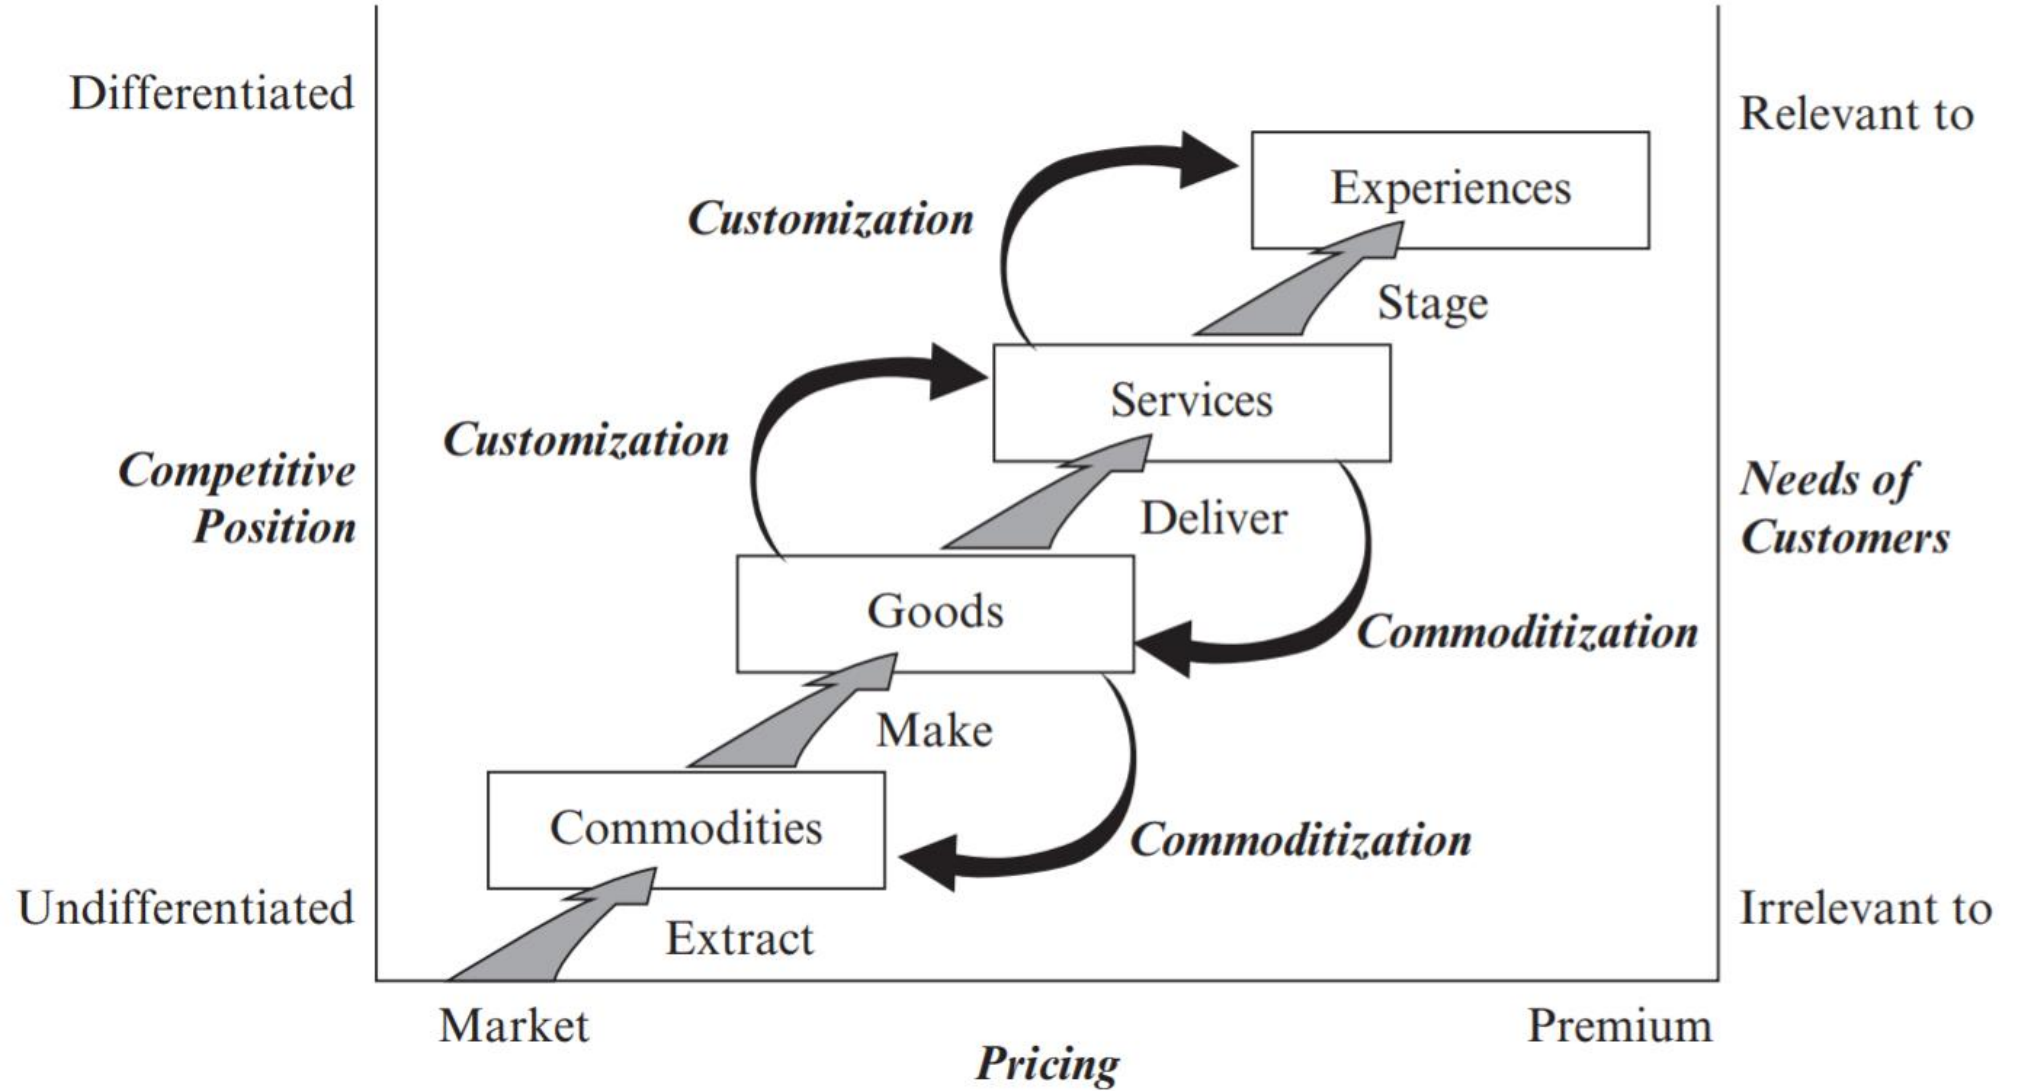 Differentiated
Relevant to
Experiences
Customization
Stage
Services
Customization
Competitive
Position
Needs of
Customers
Deliver
Goods
Commoditization
Make
Commodities
Commoditization
Undifferentiated
Irrelevant to
Extract
Market
Premium
Pricing